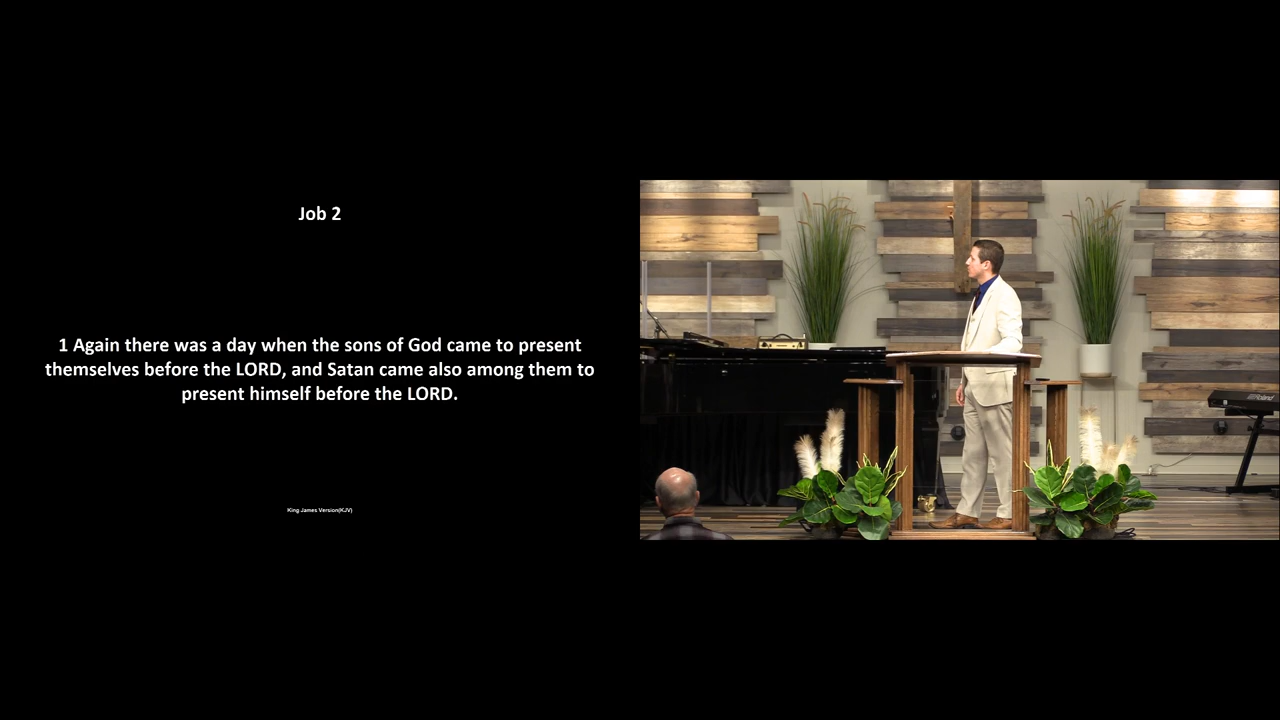 Job 2
1 Again there was a day when the sons of God came to present
themselves before the LORD, and Satan came also among them to
present himself before the LORD.
King James Version(KJV)
Roland